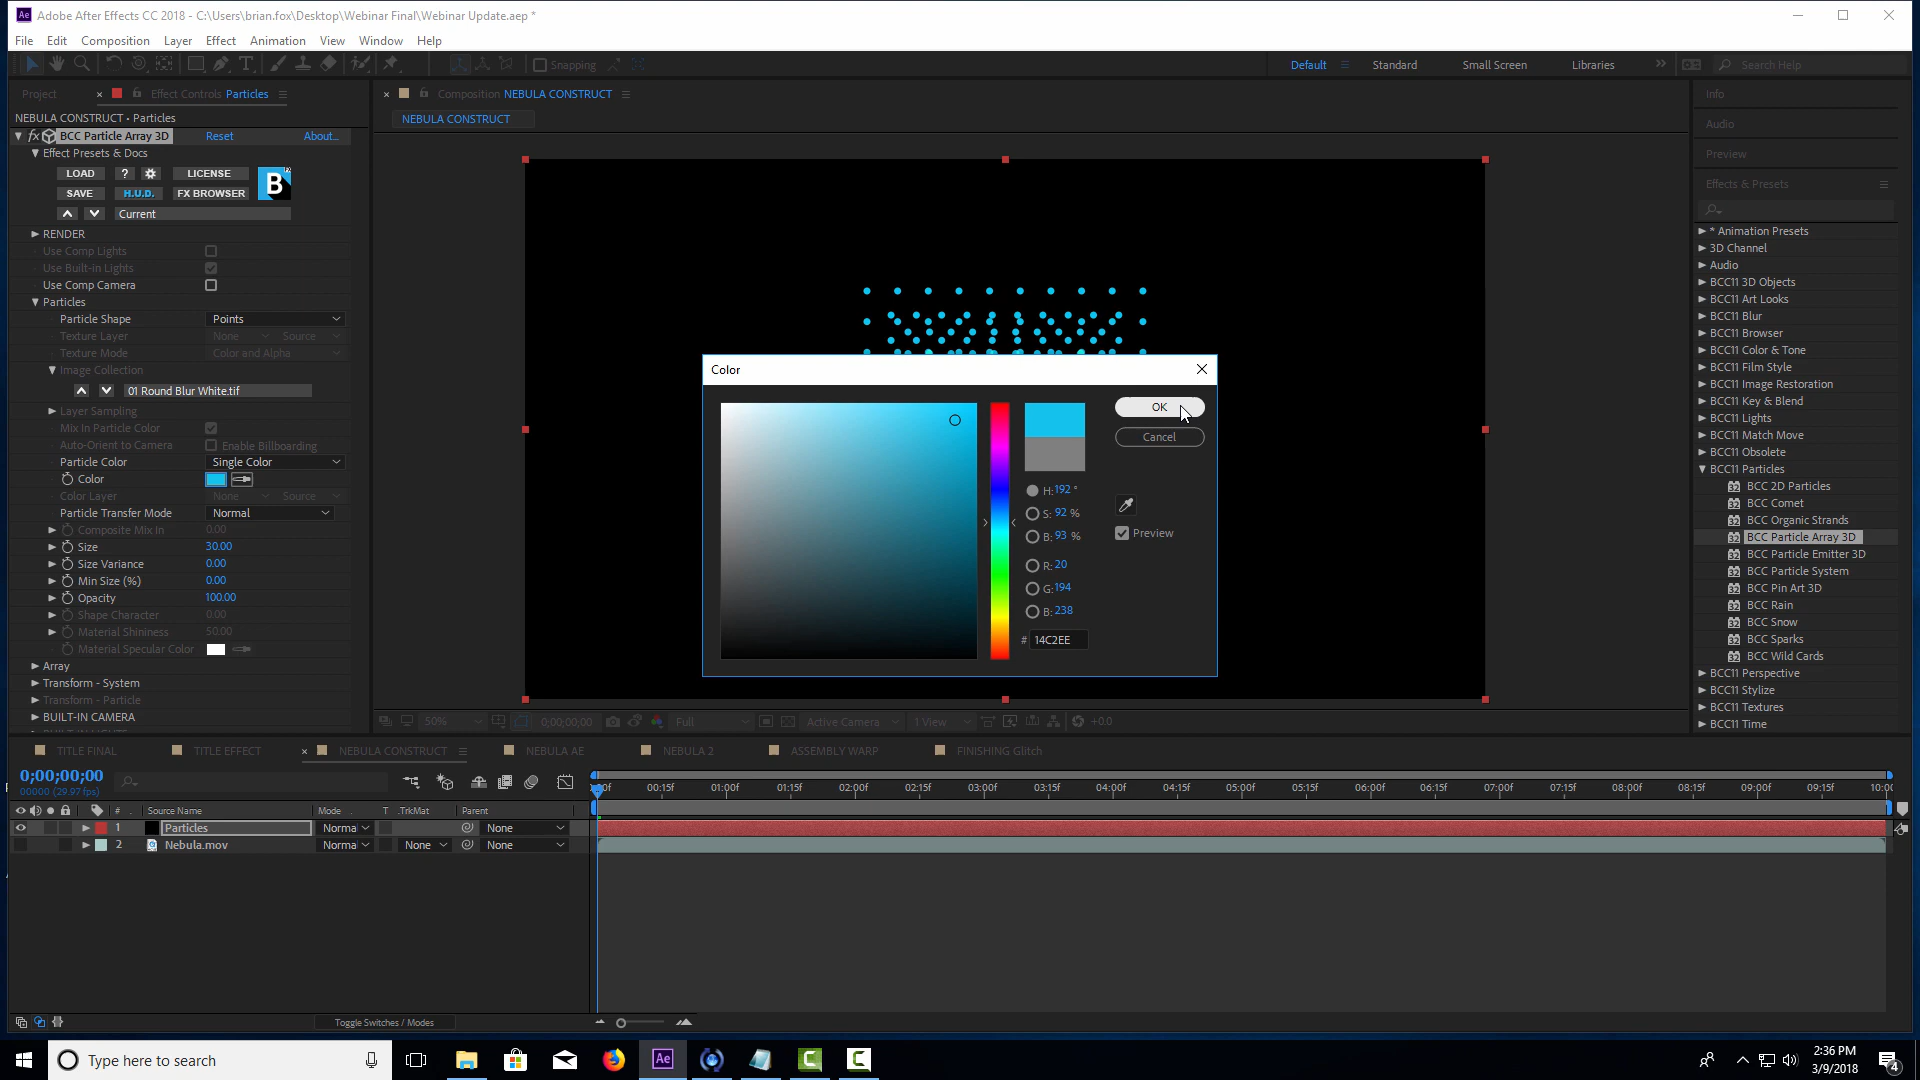 Adobe After Effects CC 2018 - C:\Users\brian.fox\Desktop\Webinar Final\Webinar Update.aep *
File Edit Composition Layer Effect Animation View Window Help
Snapping Default Standard Small Screen Libraries Search Help
Project Effect Controls Particles
Composition NEBULA CONSTRUCT
NEBULA CONSTRUCT • Particles
NEBULA CONSTRUCT
fx BCC Particle Array 3D Reset About...
Effect Presets & Docs
LOAD ? LICENSE
SAVE H.U.D. FX BROWSER
B
Current
RENDER
Use Comp Lights
Use Built-in Lights
Use Comp Camera
Particles
Particle Shape Points
Texture Layer None Source
Texture Mode Color and Alpha
Image Collection
01 Round Blur White.tif
Layer Sampling
Mix In Particle Color
Auto-Orient to Camera Enable Billboarding
Particle Color Single Color
Color
Color Layer None Source
Particle Transfer Mode Normal
Composite Mix In 0.00
Size 30.00
Size Variance 0.00
Min Size (%) 0.00
Opacity 100.00
Shape Character 0.00
Material Shininess 50.00
Material Specular Color
Array
Transform - System
Transform - Particle
BUILT-IN CAMERA
Color
OK
Cancel
H: 192 °
S: 92 %
B: 93 %
Preview
R: 20
G: 194
B: 238
# 14C2EE
50% 0;00;00;00 Full Active Camera 1 View +0.0
Info
Audio
Preview
Effects & Presets
* Animation Presets
3D Channel
Audio
BCC11 3D Objects
BCC11 Art Looks
BCC11 Blur
BCC11 Browser
BCC11 Color & Tone
BCC11 Film Style
BCC11 Image Restoration
BCC11 Key & Blend
BCC11 Lights
BCC11 Match Move
BCC11 Obsolete
BCC11 Particles
BCC 2D Particles
BCC Comet
BCC Organic Strands
BCC Particle Array 3D
BCC Particle Emitter 3D
BCC Particle System
BCC Pin Art 3D
BCC Rain
BCC Snow
BCC Sparks
BCC Wild Cards
BCC11 Perspective
BCC11 Stylize
BCC11 Textures
BCC11 Time
TITLE FINAL TITLE EFFECT NEBULA CONSTRUCT NEBULA AE NEBULA 2 ASSEMBLY WARP FINISHING Glitch
0;00;00;00
00000 (29.97 fps)
00:15f 01:00f 01:15f 02:00f 02:15f 03:00f 03:15f 04:00f 04:15f 05:00f 05:15f 06:00f 06:15f 07:00f 07:15f 08:00f 08:15f 09:00f 09:15f 10:00
# Source Name Mode T .TrkMat Parent
1 Particles Normal None
2 Nebula.mov Normal None None
Toggle Switches / Modes
Type here to search
Ae
2:36 PM
3/9/2018
4